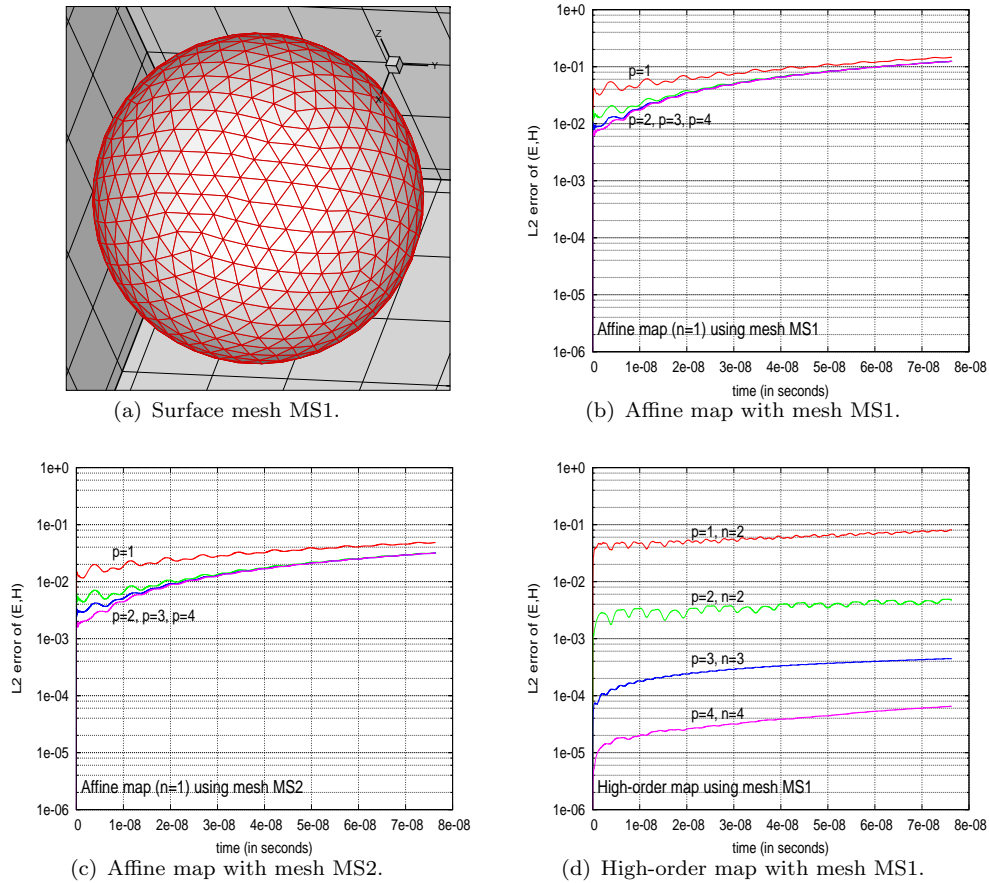 Z
Y
X
(a) Surface mesh MS1.
1e+0
1e-01
1e-02
1e-03
1e-04
1e-05
1e-06
L2 error of (E,H)
p=1
p=2, p=3, p=4
Affine map (n=1) using mesh MS1
0 1e-08 2e-08 3e-08 4e-08 5e-08 6e-08 7e-08 8e-08
time (in seconds)
(b) Affine map with mesh MS1.
1e+0
1e-01
1e-02
1e-03
1e-04
1e-05
1e-06
L2 error of (E,H)
p=1
p=2, p=3, p=4
Affine map (n=1) using mesh MS2
0 1e-08 2e-08 3e-08 4e-08 5e-08 6e-08 7e-08 8e-08
time (in seconds)
(c) Affine map with mesh MS2.
1e+0
1e-01
1e-02
1e-03
1e-04
1e-05
1e-06
L2 error of (E,H)
p=1, n=2
p=2, n=2
p=3, n=3
p=4, n=4
High-order map using mesh MS1
0 1e-08 2e-08 3e-08 4e-08 5e-08 6e-08 7e-08 8e-08
time (in seconds)
(d) High-order map with mesh MS1.